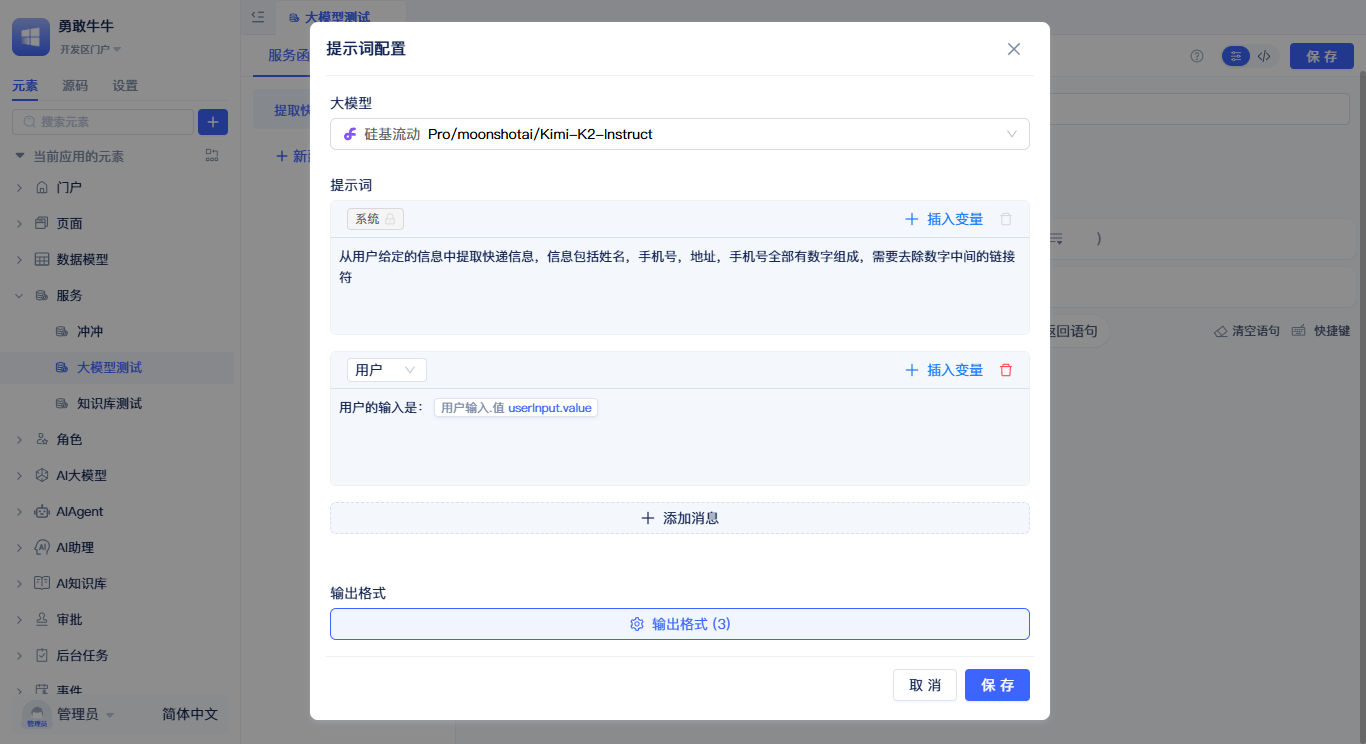 勇敢牛牛
开发区门户
元素 源码 设置
搜索元素
当前应用的元素
门户
页面
数据模型
服务
冲冲
大模型测试
知识库测试
角色
AI大模型
AIAgent
AI助理
AI知识库
审批
后台任务
事件
管理员
管理员 简体中文
大模型测试
服务函
提取快
保 存
)
返回语句
清空语句 快捷键
提示词配置
大模型
硅基流动 Pro/moonshotai/Kimi-K2-Instruct
提示词
系统 插入变量
从用户给定的信息中提取快递信息，信息包括姓名，手机号，地址，手机号全部有数字组成，需要去除数字中间的链接
符
用户 插入变量
用户的输入是： 用户输入.值 userInput.value
添加消息
输出格式
输出格式 (3)
取 消 保 存